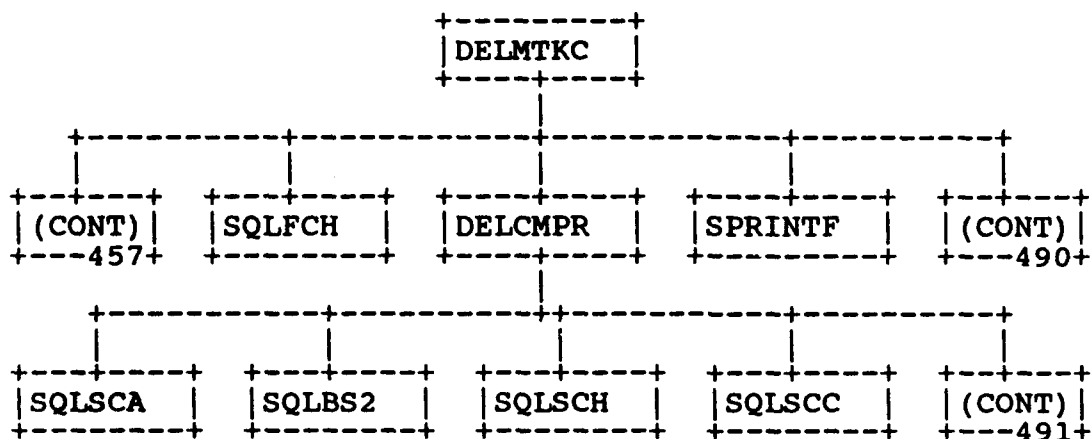 DELMTKC
(CONT) SQLFCH DELCMPR SPRINTF (CONT)
457 490
SQLSCA SQLBS2 SQLSCH SQLSCC (CONT)
491